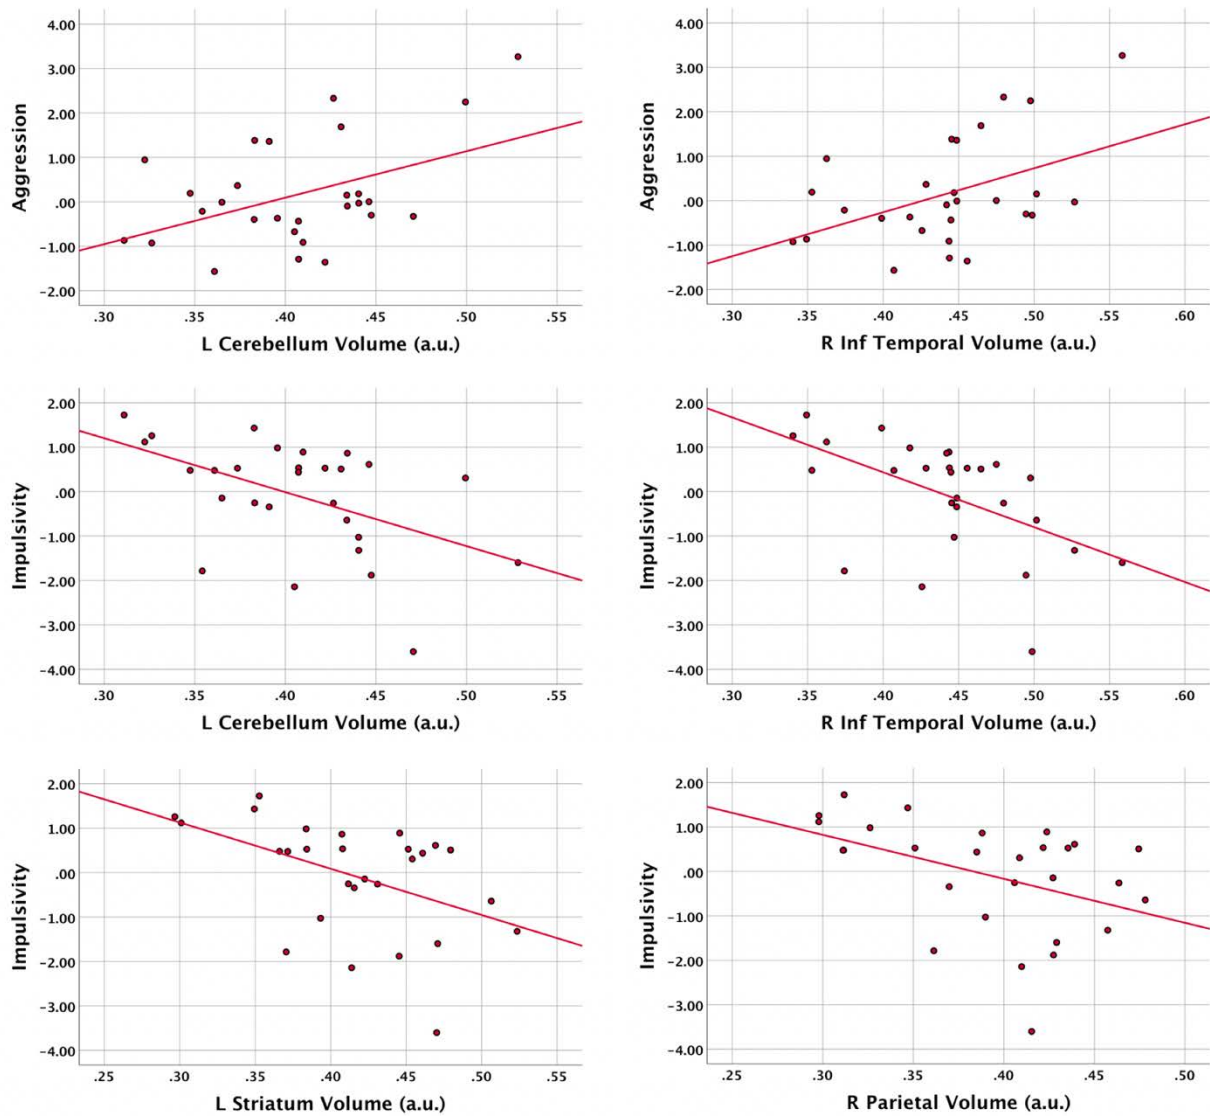 4.00
3.00
2.00
1.00
.00
-1.00
-2.00
Aggression
.30 .35 .40 .45 .50 .55
L Cerebellum Volume (a.u.)
4.00
3.00
2.00
1.00
.00
-1.00
-2.00
Aggression
.30 .35 .40 .45 .50 .55 .60
R Inf Temporal Volume (a.u.)
2.00
1.00
.00
-1.00
-2.00
-3.00
-4.00
Impulsivity
.30 .35 .40 .45 .50 .55
L Cerebellum Volume (a.u.)
2.00
1.00
.00
-1.00
-2.00
-3.00
-4.00
Impulsivity
.30 .35 .40 .45 .50 .55 .60
R Inf Temporal Volume (a.u.)
2.00
1.00
.00
-1.00
-2.00
-3.00
-4.00
Impulsivity
.25 .30 .35 .40 .45 .50 .55
L Striatum Volume (a.u.)
2.00
1.00
.00
-1.00
-2.00
-3.00
-4.00
Impulsivity
.25 .30 .35 .40 .45 .50
R Parietal Volume (a.u.)